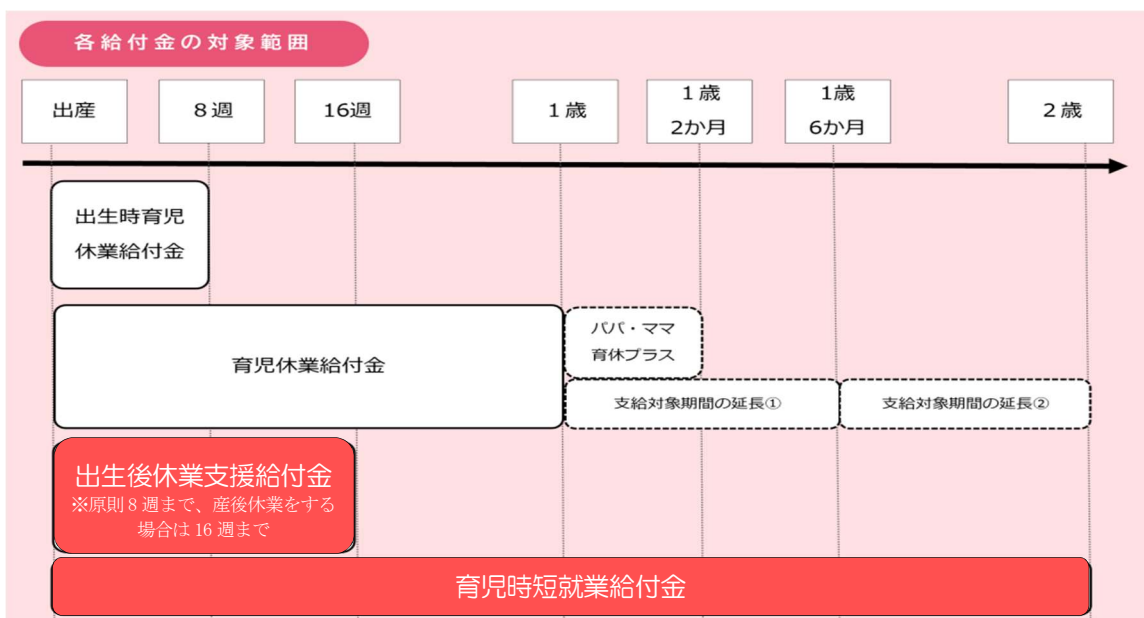 各給付金の対象範囲
出産
8週
16週
1歳
1歳
2か月
1歳
6か月
2歳
出生時育児
休業給付金
育児休業給付金
パパ・ママ
育休プラス
支給対象期間の延長①
支給対象期間の延長②
出生後休業支援給付金
※原則8週まで、産後休業をする
場合は16週まで
育児時短就業給付金